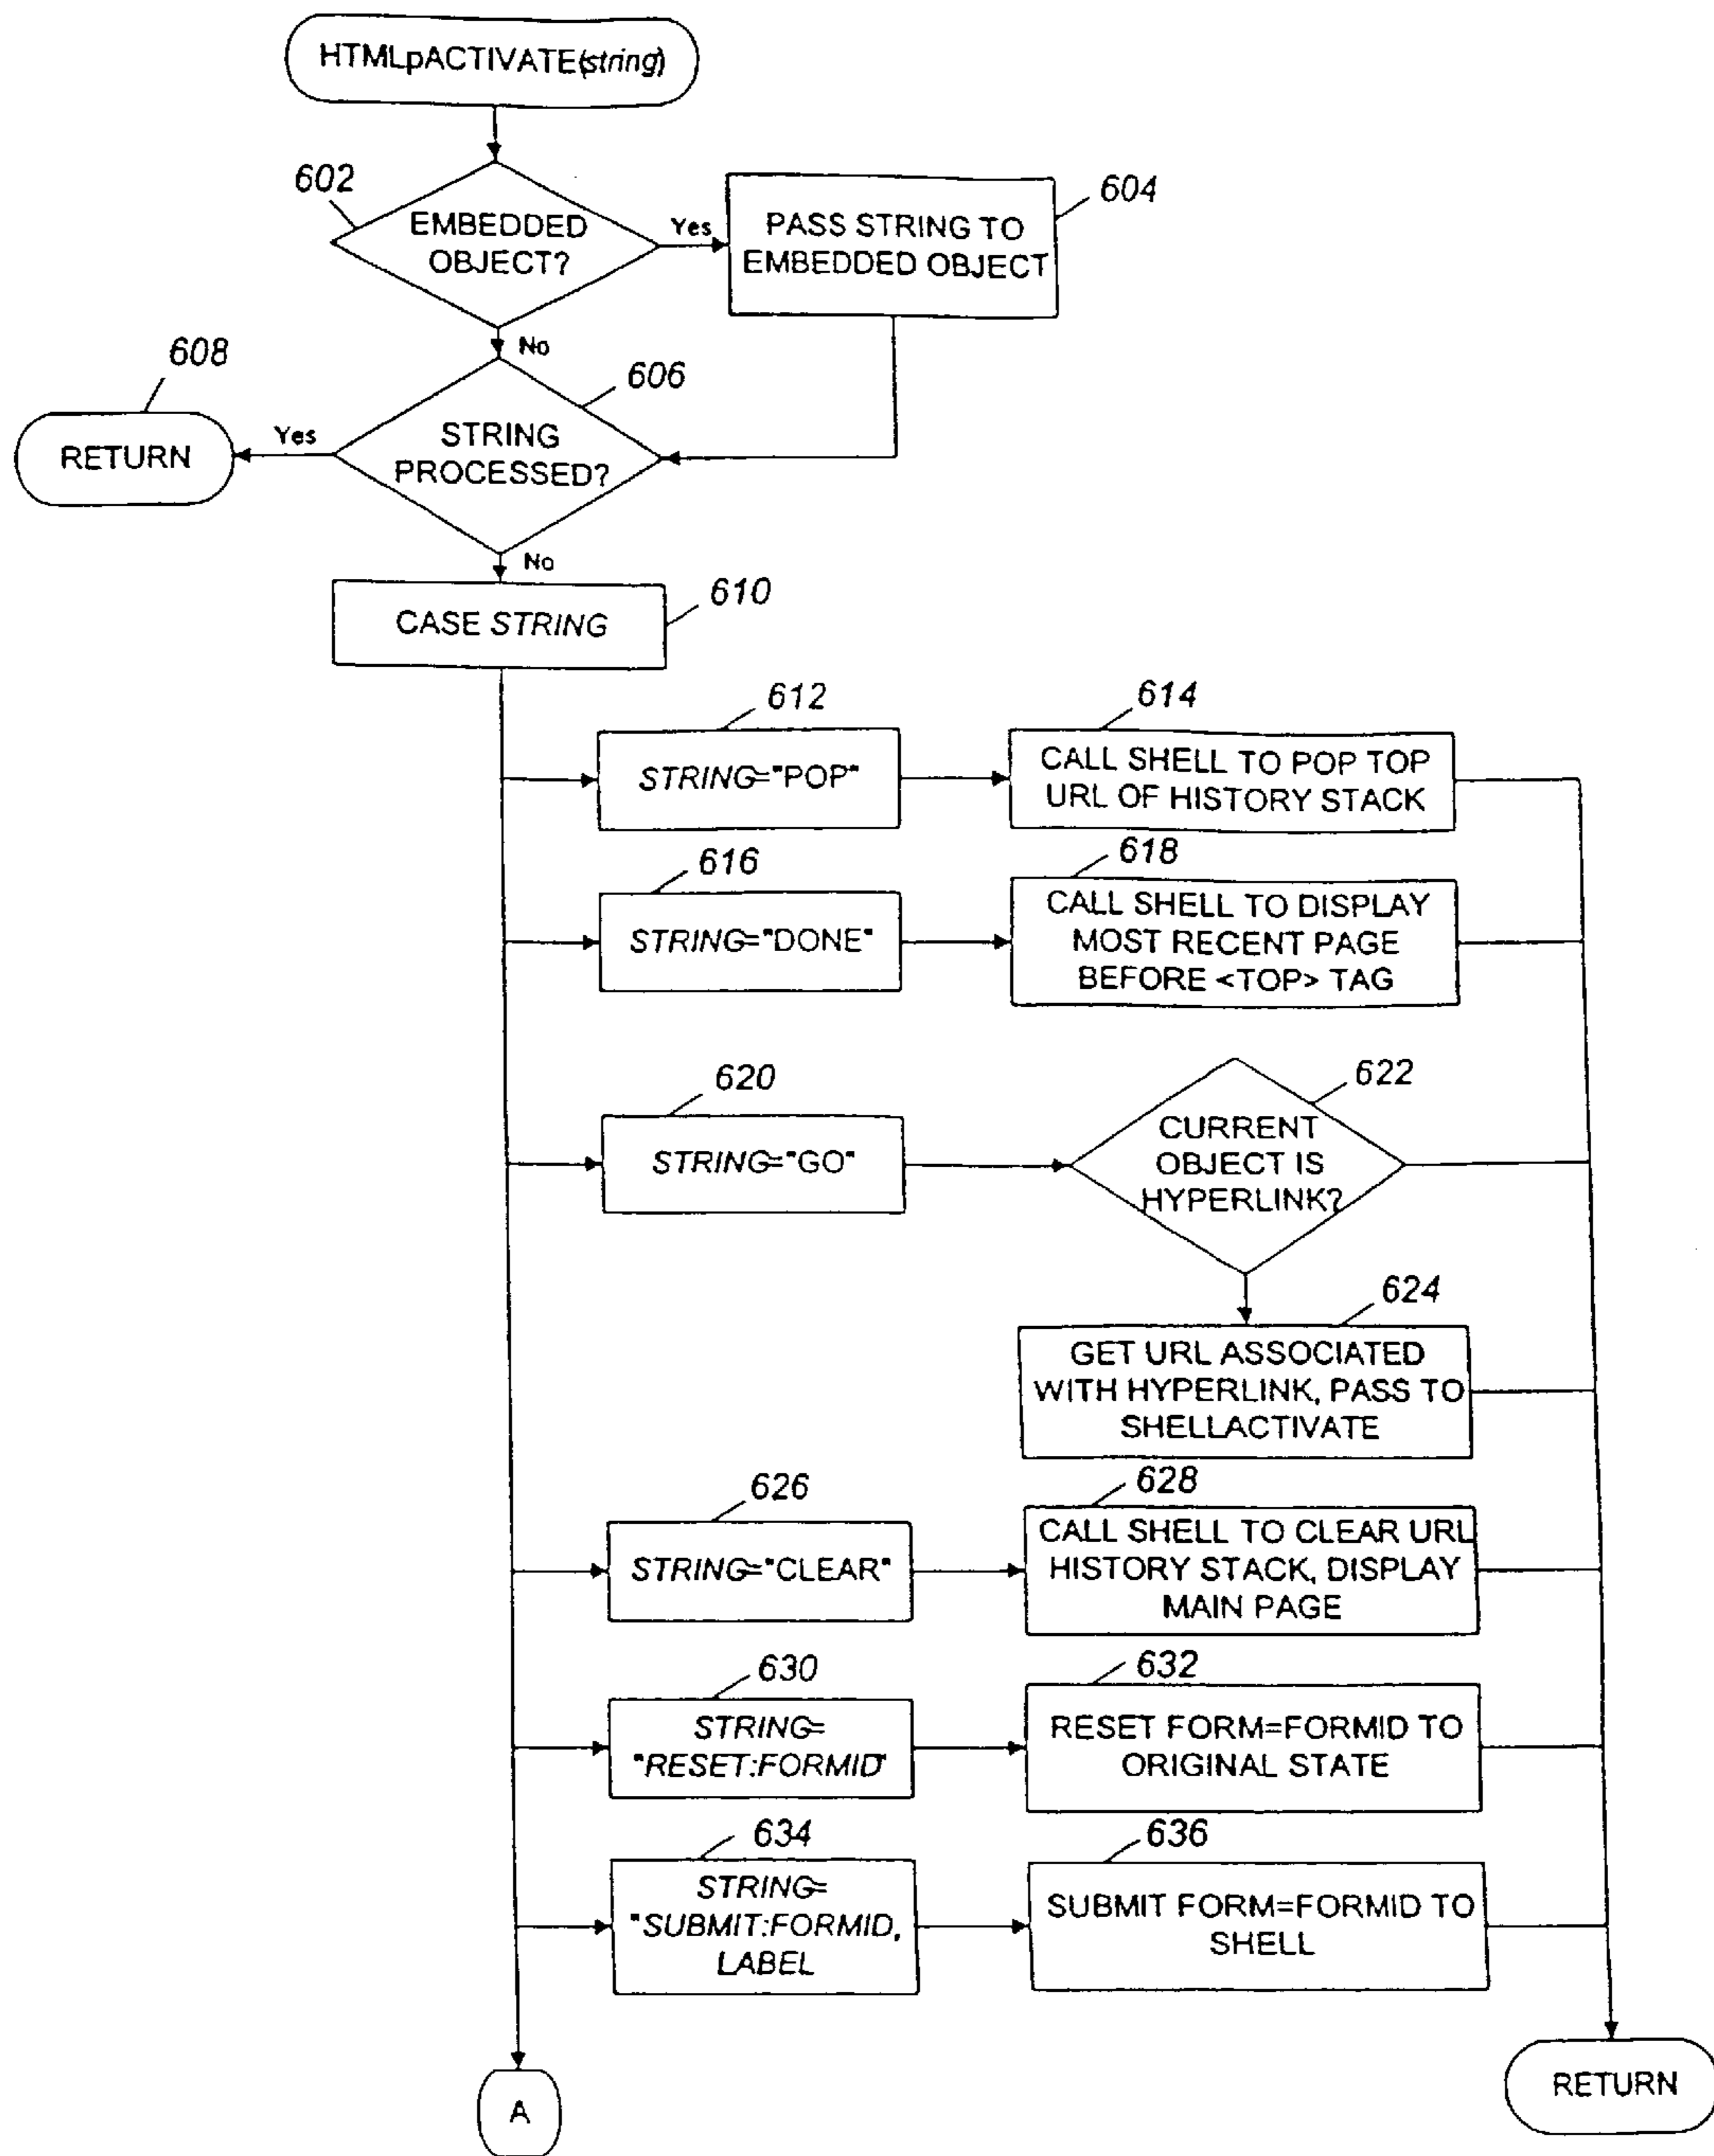 HTMLpACTIVATE(string)
602
EMBEDDED
OBJECT?
Yes
604
PASS STRING TO
EMBEDDED OBJECT
No
608
RETURN
Yes
606
STRING
PROCESSED?
No
610
CASE STRING
612
STRING="POP"
614
CALL SHELL TO POP TOP
URL OF HISTORY STACK
616
STRING="DONE"
618
CALL SHELL TO DISPLAY
MOST RECENT PAGE
BEFORE <TOP> TAG
620
STRING="GO"
622
CURRENT
OBJECT IS
HYPERLINK?
624
GET URL ASSOCIATED
WITH HYPERLINK, PASS TO
SHELLACTIVATE
626
STRING="CLEAR"
628
CALL SHELL TO CLEAR URL
HISTORY STACK, DISPLAY
MAIN PAGE
630
STRING=
"RESET:FORMID"
632
RESET FORM=FORMID TO
ORIGINAL STATE
634
STRING=
"SUBMIT:FORMID,
LABEL
636
SUBMIT FORM=FORMID TO
SHELL
A
RETURN